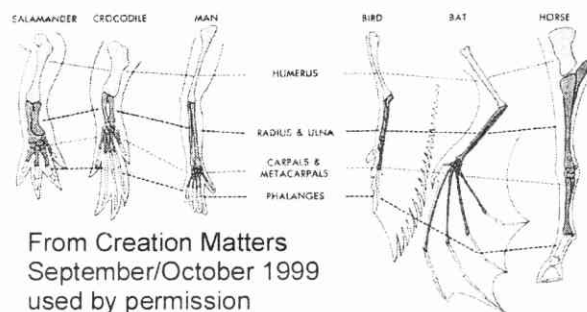 SALAMANDER CROCODILE MAN BIRD BAT HORSE
HUMERUS
RADIUS & ULNA
CARPALS &
METACARPALS
PHALANGES
From Creation Matters
September/October 1999
used by permission